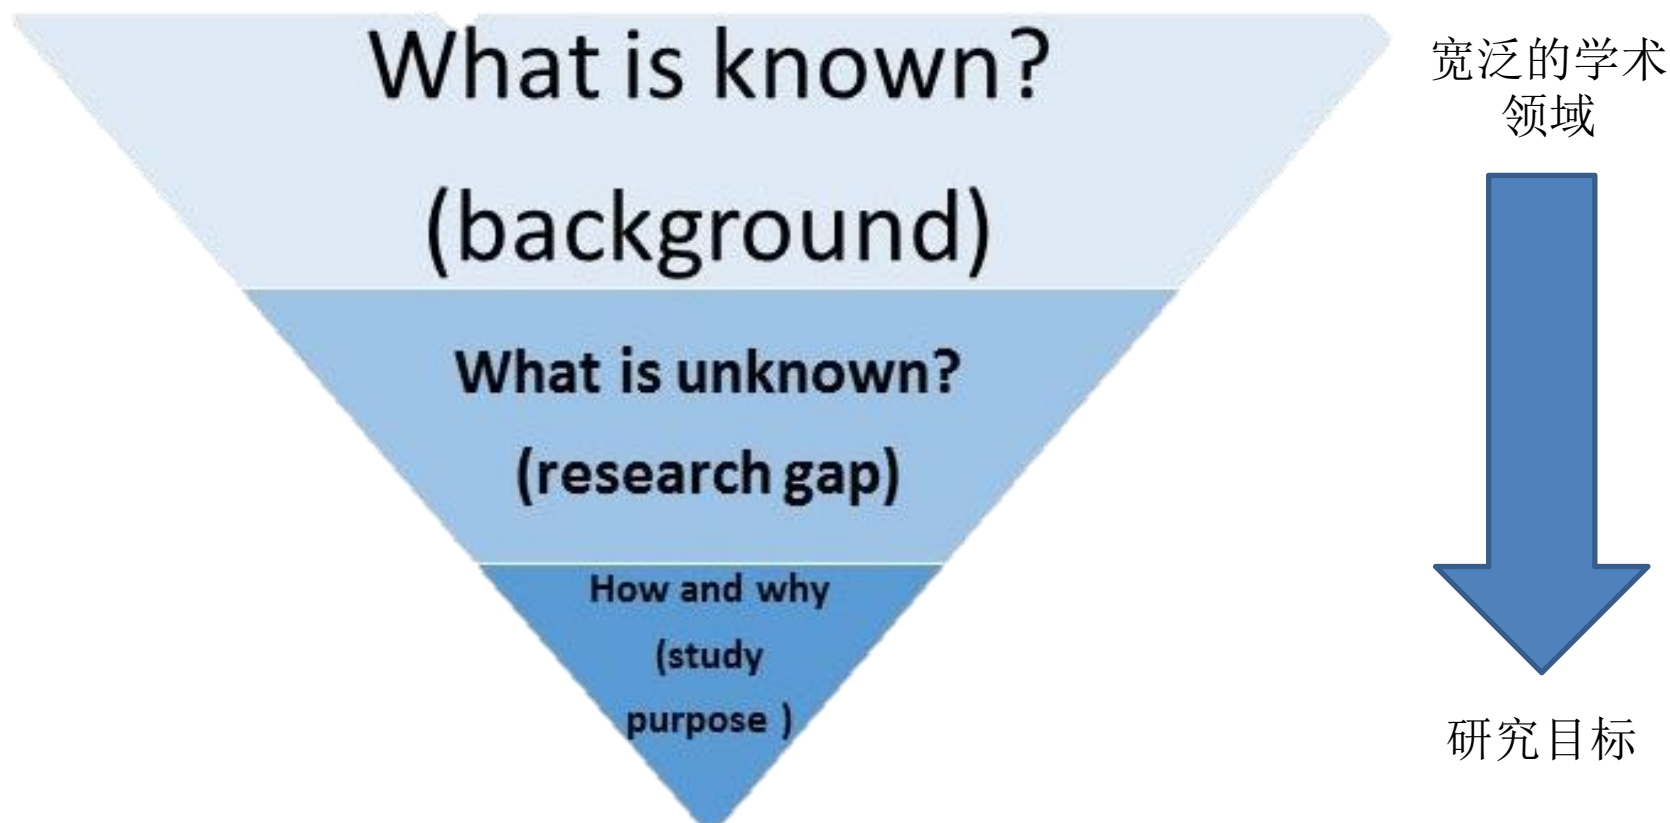 What is known?
(background)
What is unknown?
(research gap)
How and why
(study
purpose )
宽泛的学术
领域
研究目标